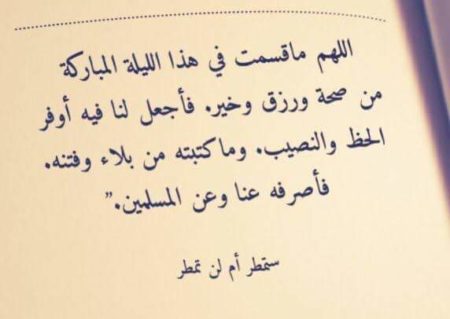 اللهم ماقسمت في هذا الليلة المباركة
من صحة ورزق وخير. فأجعل لنا فيه أوفر
الحظ والنصيب. وماكتبته من بلاء وفتنه.
فأصرفه عنا وعن المسلمين.”
ستمطر أم لن تمطر